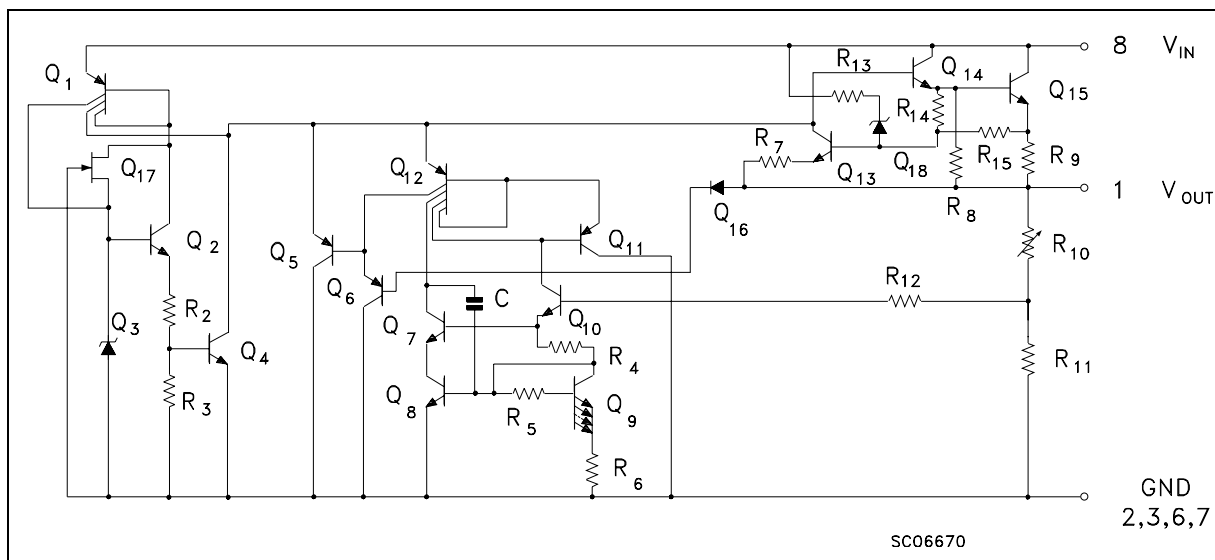 8 V_IN
Q1
R13
Q14
Q15
R14
Q17
Q12
R7
Q13
Q18
R15
R9
1 V_OUT
R8
Q16
Q2
Q5
Q11
R10
Q6
R12
Q3
R2
C
Q7
Q10
Q4
R4
R11
R3
Q8
R5
Q9
R6
GND
2,3,6,7
SC06670